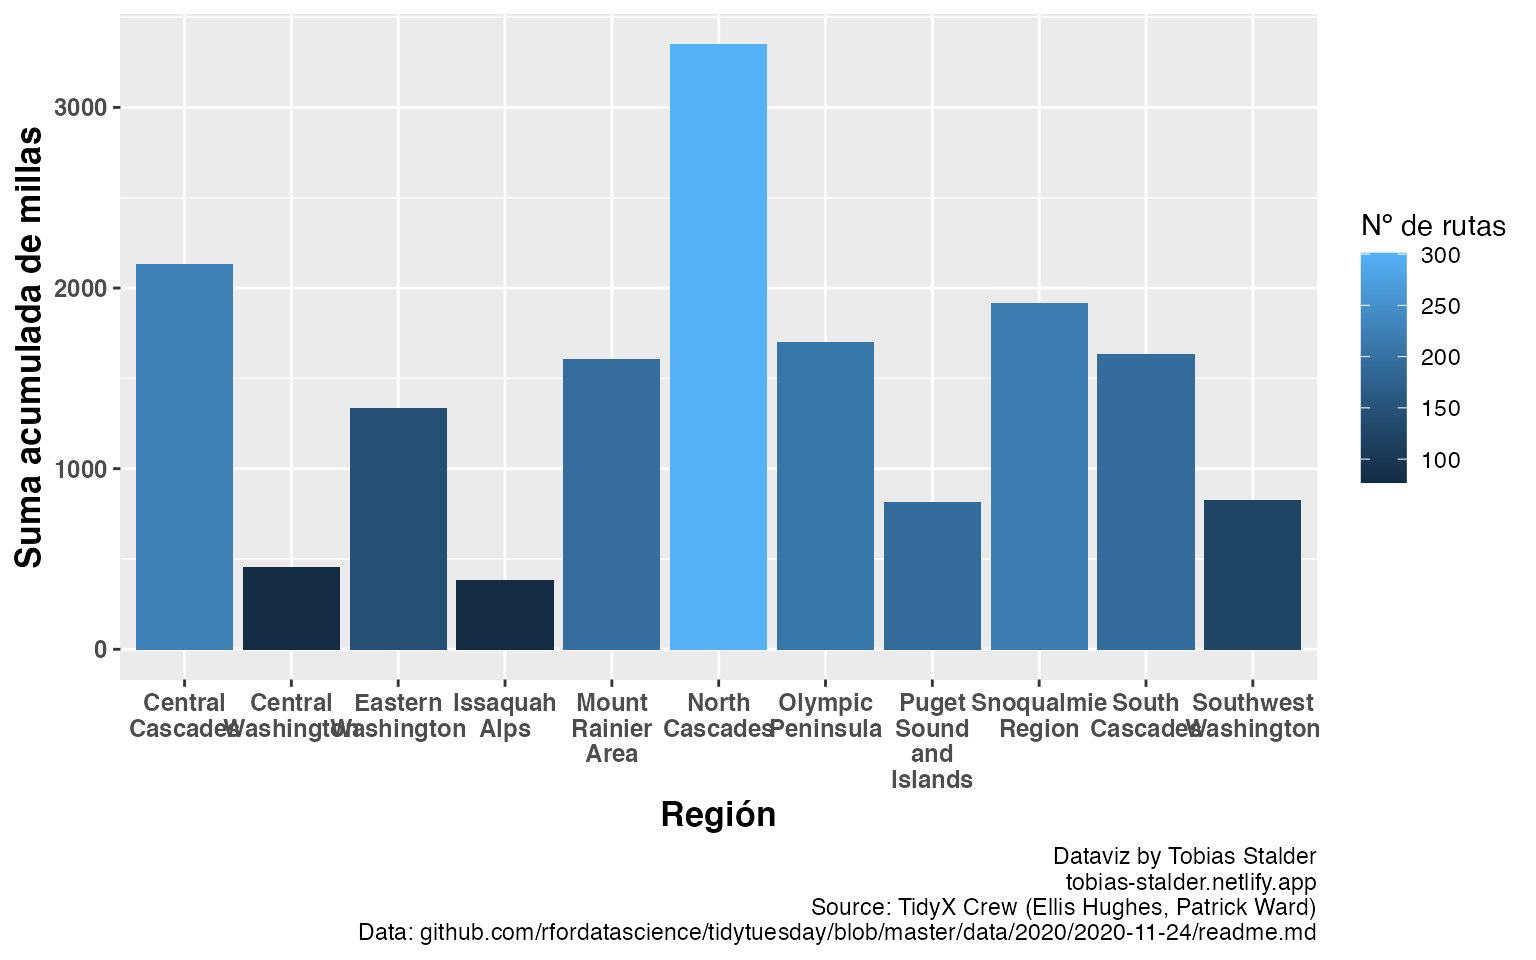 Suma acumulada de millas
3000
2000
1000
0
Central Cascades
Central Washington
Eastern Washington
Issaquah Alps
Mount Rainier Area
North Cascades
Olympic Peninsula
Puget Sound and Islands
Snoqualmie Region
South Cascades
Southwest Washington
Región
N° de rutas
300
250
200
150
100
Dataviz by Tobias Stalder
tobias-stalder.netlify.app
Source: TidyX Crew (Ellis Hughes, Patrick Ward)
Data: github.com/rfordatascience/tidytuesday/blob/master/data/2020/2020-11-24/readme.md